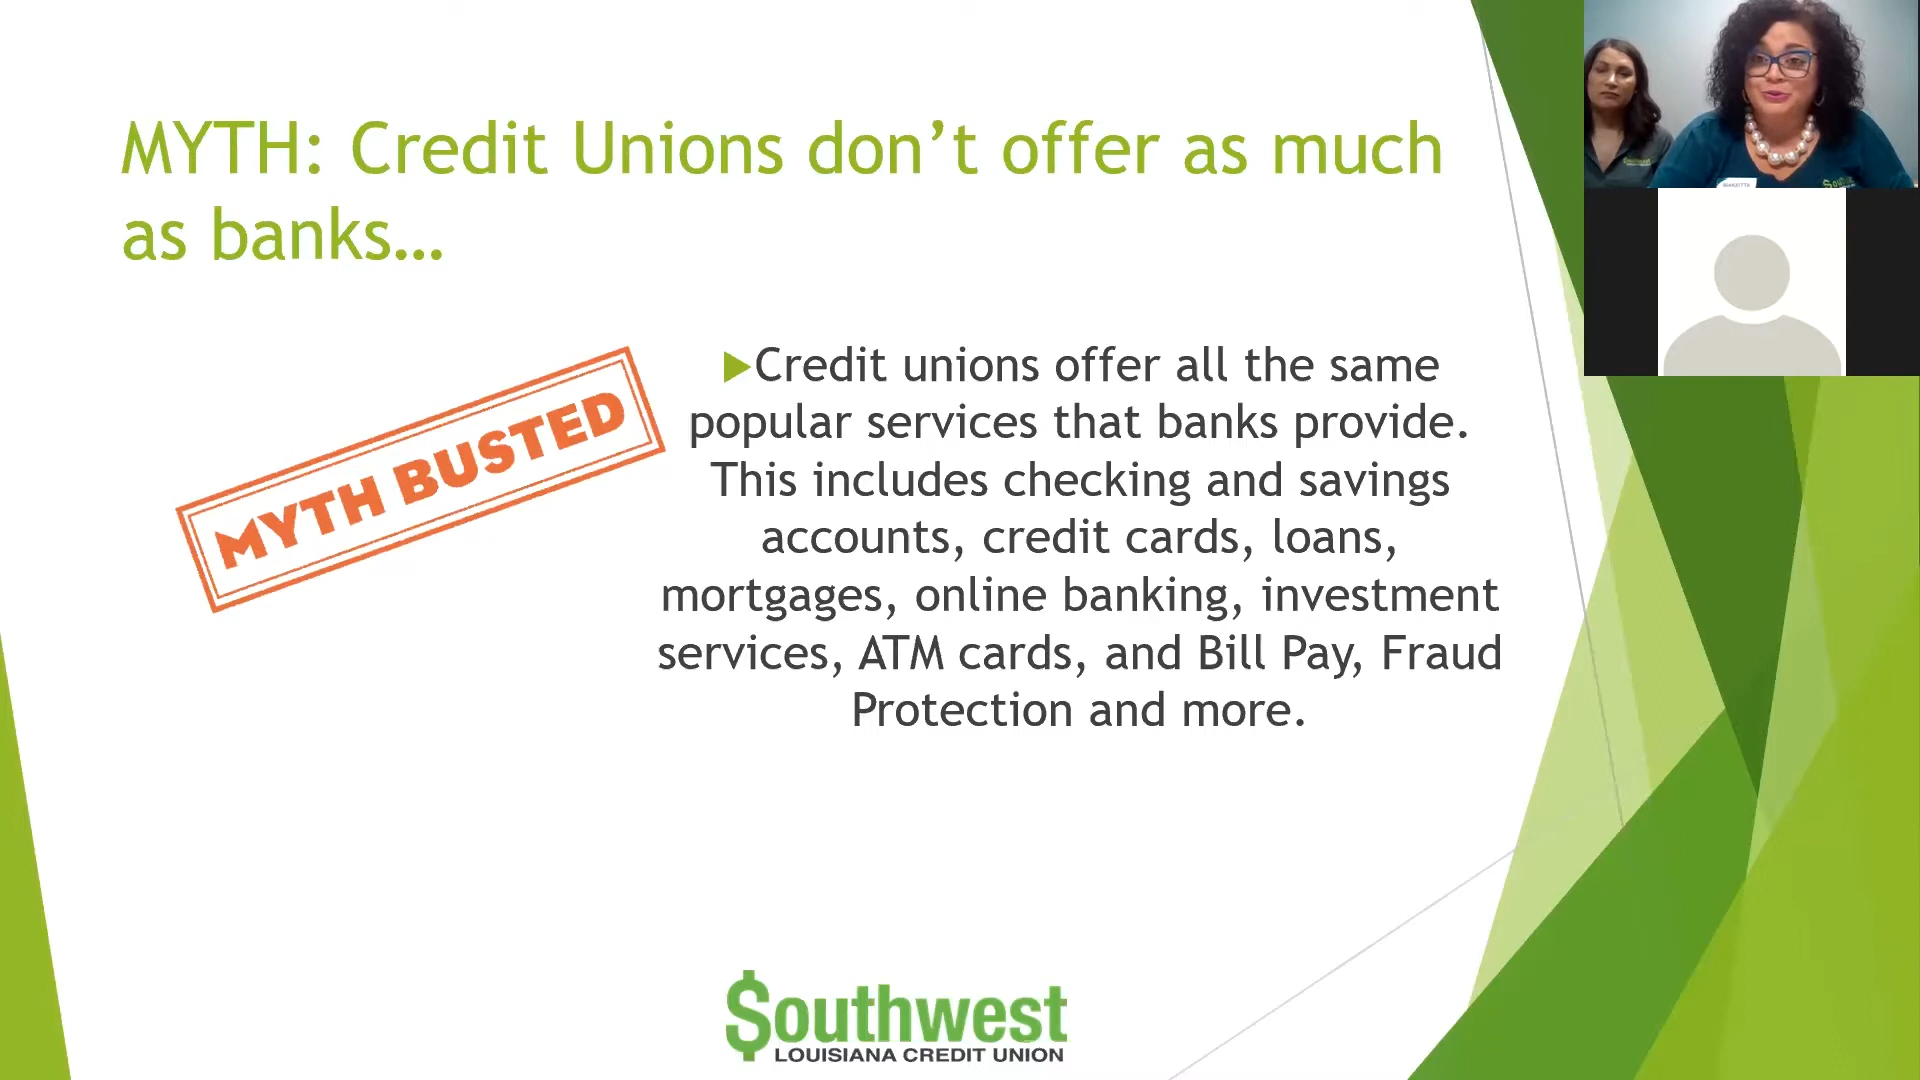 MYTH: Credit Unions don’t offer as much
as banks…
MYTH BUSTED
Credit unions offer all the same
popular services that banks provide.
This includes checking and savings
accounts, credit cards, loans,
mortgages, online banking, investment
services, ATM cards, and Bill Pay, Fraud
Protection and more.
$outhwest
LOUISIANA CREDIT UNION